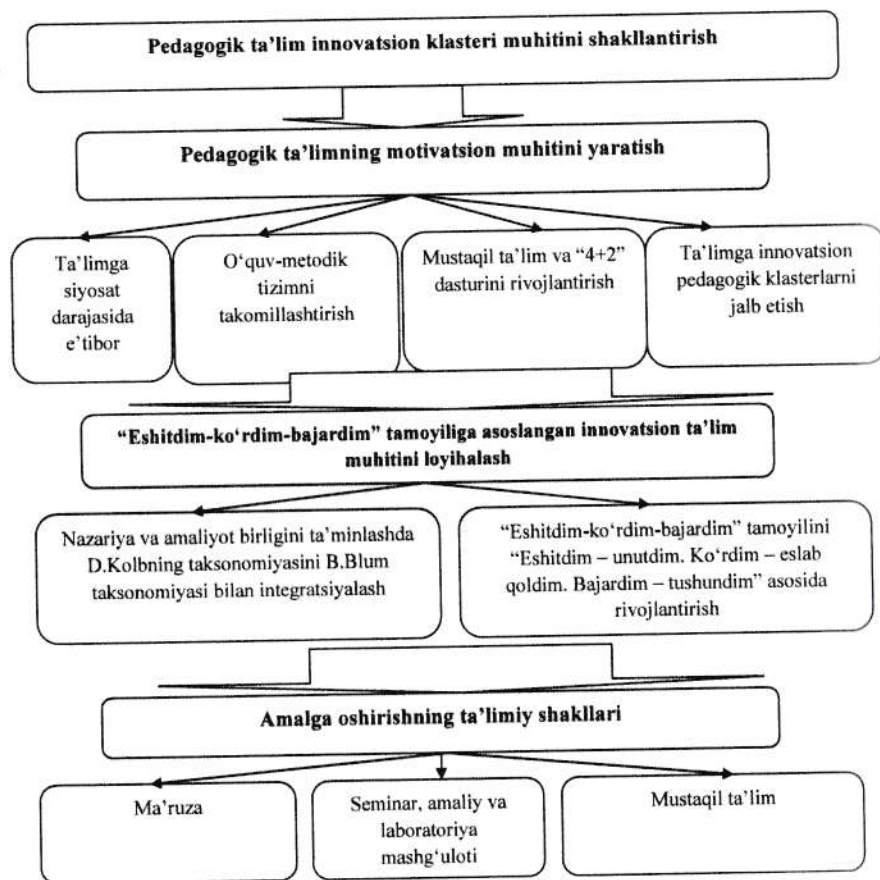 Pedagogik ta’lim innovatsion klasteri muhitini shakllantirish
Pedagogik ta’limning motivatsion muhitini yaratish
Ta’limga
siyosat
darajasida
e’tibor
O‘quv-metodik
tizimni
takomillashtirish
Mustaqil ta’lim va “4+2”
dasturini rivojlantirish
Ta’limga innovatsion
pedagogik klasterlarni
jalb etish
“Eshitdim-ko‘rdim-bajardim” tamoyiliga asoslangan innovatsion ta’lim
muhitini loyihalash
Nazariya va amaliyot birligini ta’minlashda
D.Kolbning taksonomiyasini B.Blum
taksonomiyasi bilan integratsiyalash
“Eshitdim-ko‘rdim-bajardim” tamoyilini
“Eshitdim – unutdim. Ko‘rdim – eslab
qoldim. Bajardim – tushundim” asosida
rivojlantirish
Amalga oshirishning ta’limiy shakllari
Ma’ruza
Seminar, amaliy va
laboratoriya
mashg‘uloti
Mustaqil ta’lim